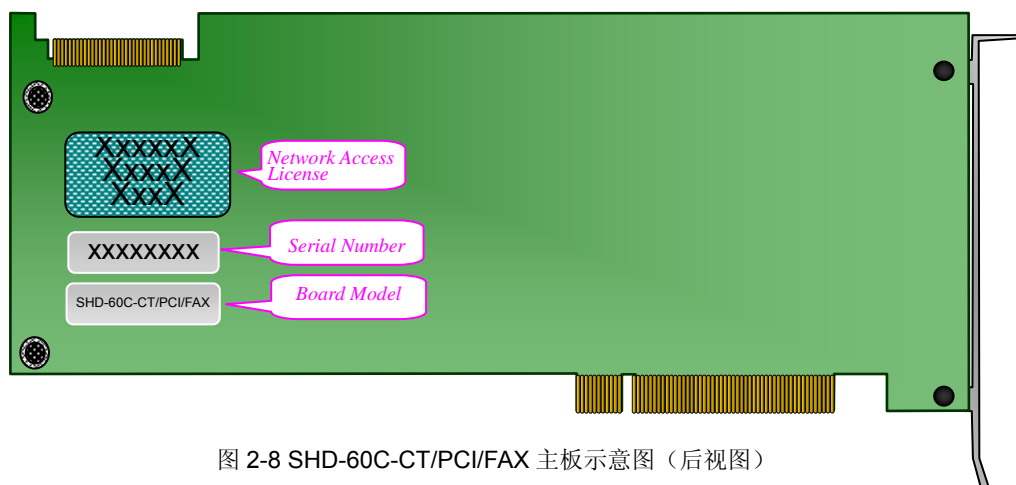 XxxxxX
XxxxX
XxxX
Network Access
License
XXXXXXXX
Serial Number
SHD-60C-CT/PCI/FAX
Board Model
图 2-8 SHD-60C-CT/PCI/FAX 主板示意图（后视图）